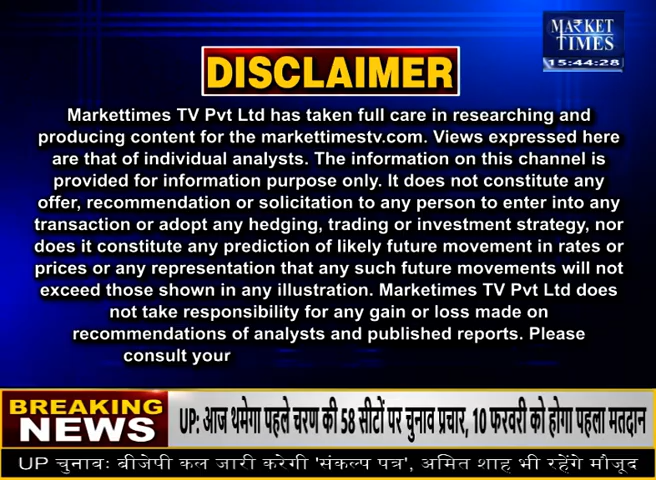 MARKET
TIMES
15:44:28
DISCLAIMER
Markettimes TV Pvt Ltd has taken full care in researching and
producing content for the markettimestv.com. Views expressed here
are that of individual analysts. The information on this channel is
provided for information purpose only. It does not constitute any
offer, recommendation or solicitation to any person to enter into any
transaction or adopt any hedging, trading or investment strategy, nor
does it constitute any prediction of likely future movement in rates or
prices or any representation that any such future movements will not
exceed those shown in any illustration. Marketimes TV Pvt Ltd does
not take responsibility for any gain or loss made on
recommendations of analysts and published reports. Please
consult your
BREAKING
NEWS
UP: आज थमेगा पहले चरण की 58 सीटों पर चुनाव प्रचार, 10 फरवरी को होगा पहला मतदान
UP चुनाव: बीजेपी कल जारी करेगी 'संकल्प पत्र', अमित शाह भी रहेंगे मौजूद